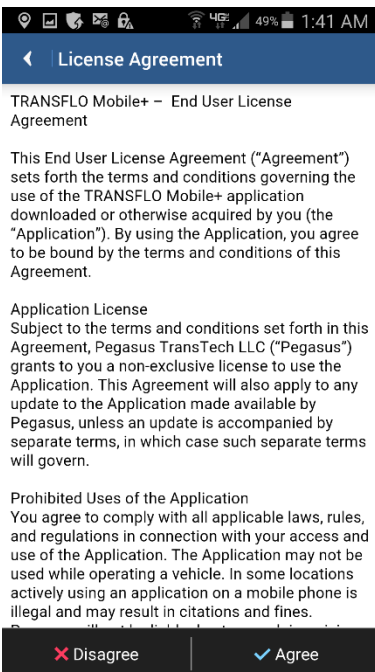 4G 49% 1:41 AM
License Agreement
TRANSFLO Mobile+ – End User License
Agreement
This End User License Agreement (“Agreement”)
sets forth the terms and conditions governing the
use of the TRANSFLO Mobile+ application
downloaded or otherwise acquired by you (the
“Application”). By using the Application, you agree
to be bound by the terms and conditions of this
Agreement.
Application License
Subject to the terms and conditions set forth in this
Agreement, Pegasus TransTech LLC (“Pegasus”)
grants to you a non-exclusive license to use the
Application. This Agreement will also apply to any
update to the Application made available by
Pegasus, unless an update is accompanied by
separate terms, in which case such separate terms
will govern.
Prohibited Uses of the Application
You agree to comply with all applicable laws, rules,
and regulations in connection with your access and
use of the Application. The Application may not be
used while operating a vehicle. In some locations
actively using an application on a mobile phone is
illegal and may result in citations and fines.
Disagree
Agree